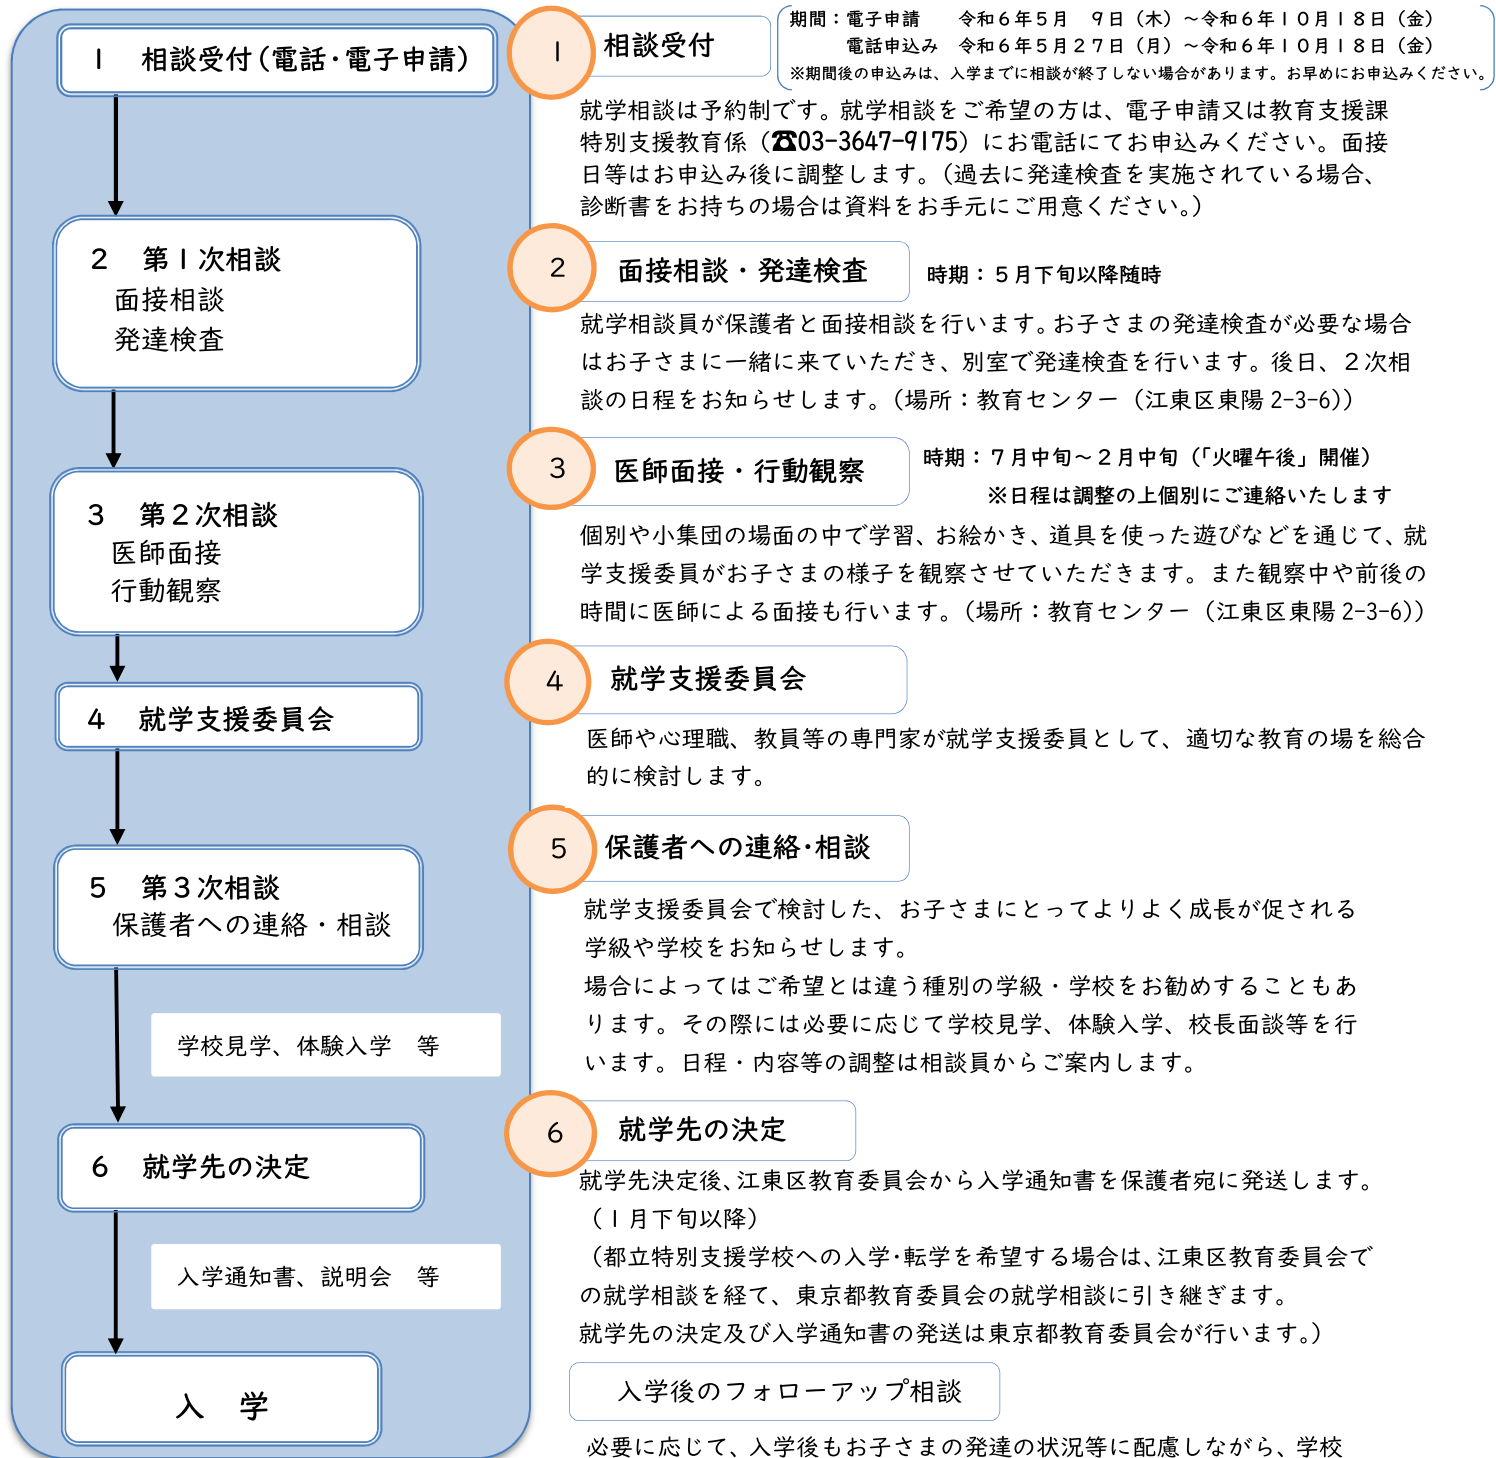 1　相談受付（電話・電子申請）
2　第1次相談
面接相談
発達検査
3　第2次相談
医師面接
行動観察
4　就学支援委員会
5　第3次相談
保護者への連絡・相談
学校見学、体験入学　等
6　就学先の決定
入学通知書、説明会　等
入　学
1　相談受付
期間：電子申請　　令和６年５月　９日（木）～令和６年１０月１８日（金）
電話申込み　令和６年５月２７日（月）～令和６年１０月１８日（金）
※期間後の申込みは、入学までに相談が終了しない場合があります。お早めにお申込みください。
就学相談は予約制です。就学相談をご希望の方は、電子申請又は教育支援課
特別支援教育係（☎03-3647-9175）にお電話にてお申込みください。面接
日等はお申込み後に調整します。（過去に発達検査を実施されている場合、
診断書をお持ちの場合は資料をお手元にご用意ください。）
2　面接相談・発達検査　時期：５月下旬以降随時
就学相談員が保護者と面接相談を行います。お子さまの発達検査が必要な場合
はお子さまに一緒に来ていただき、別室で発達検査を行います。後日、２次相
談の日程をお知らせします。（場所：教育センター（江東区東陽 2-3-6））
3　医師面接・行動観察　時期：７月中旬～２月中旬（「火曜午後」開催）
※日程は調整の上個別にご連絡いたします
個別や小集団の場面の中で学習、お絵かき、道具を使った遊びなどを通じて、就
学支援委員がお子さまの様子を観察させていただきます。また観察中や前後の
時間に医師による面接も行います。（場所：教育センター（江東区東陽 2-3-6））
4　就学支援委員会
医師や心理職、教員等の専門家が就学支援委員として、適切な教育の場を総合
的に検討します。
5　保護者への連絡・相談
就学支援委員会で検討した、お子さまにとってよりよく成長が促される
学級や学校をお知らせします。
場合によってはご希望とは違う種別の学級・学校をお勧めすることもあ
ります。その際には必要に応じて学校見学、体験入学、校長面談等を行
います。日程・内容等の調整は相談員からご案内します。
6　就学先の決定
就学先決定後、江東区教育委員会から入学通知書を保護者宛に発送します。
（１月下旬以降）
（都立特別支援学校への入学・転学を希望する場合は、江東区教育委員会で
の就学相談を経て、東京都教育委員会の就学相談に引き継ぎます。
就学先の決定及び入学通知書の発送は東京都教育委員会が行います。）
入学後のフォローアップ相談
必要に応じて、入学後もお子さまの発達の状況等に配慮しながら、学校